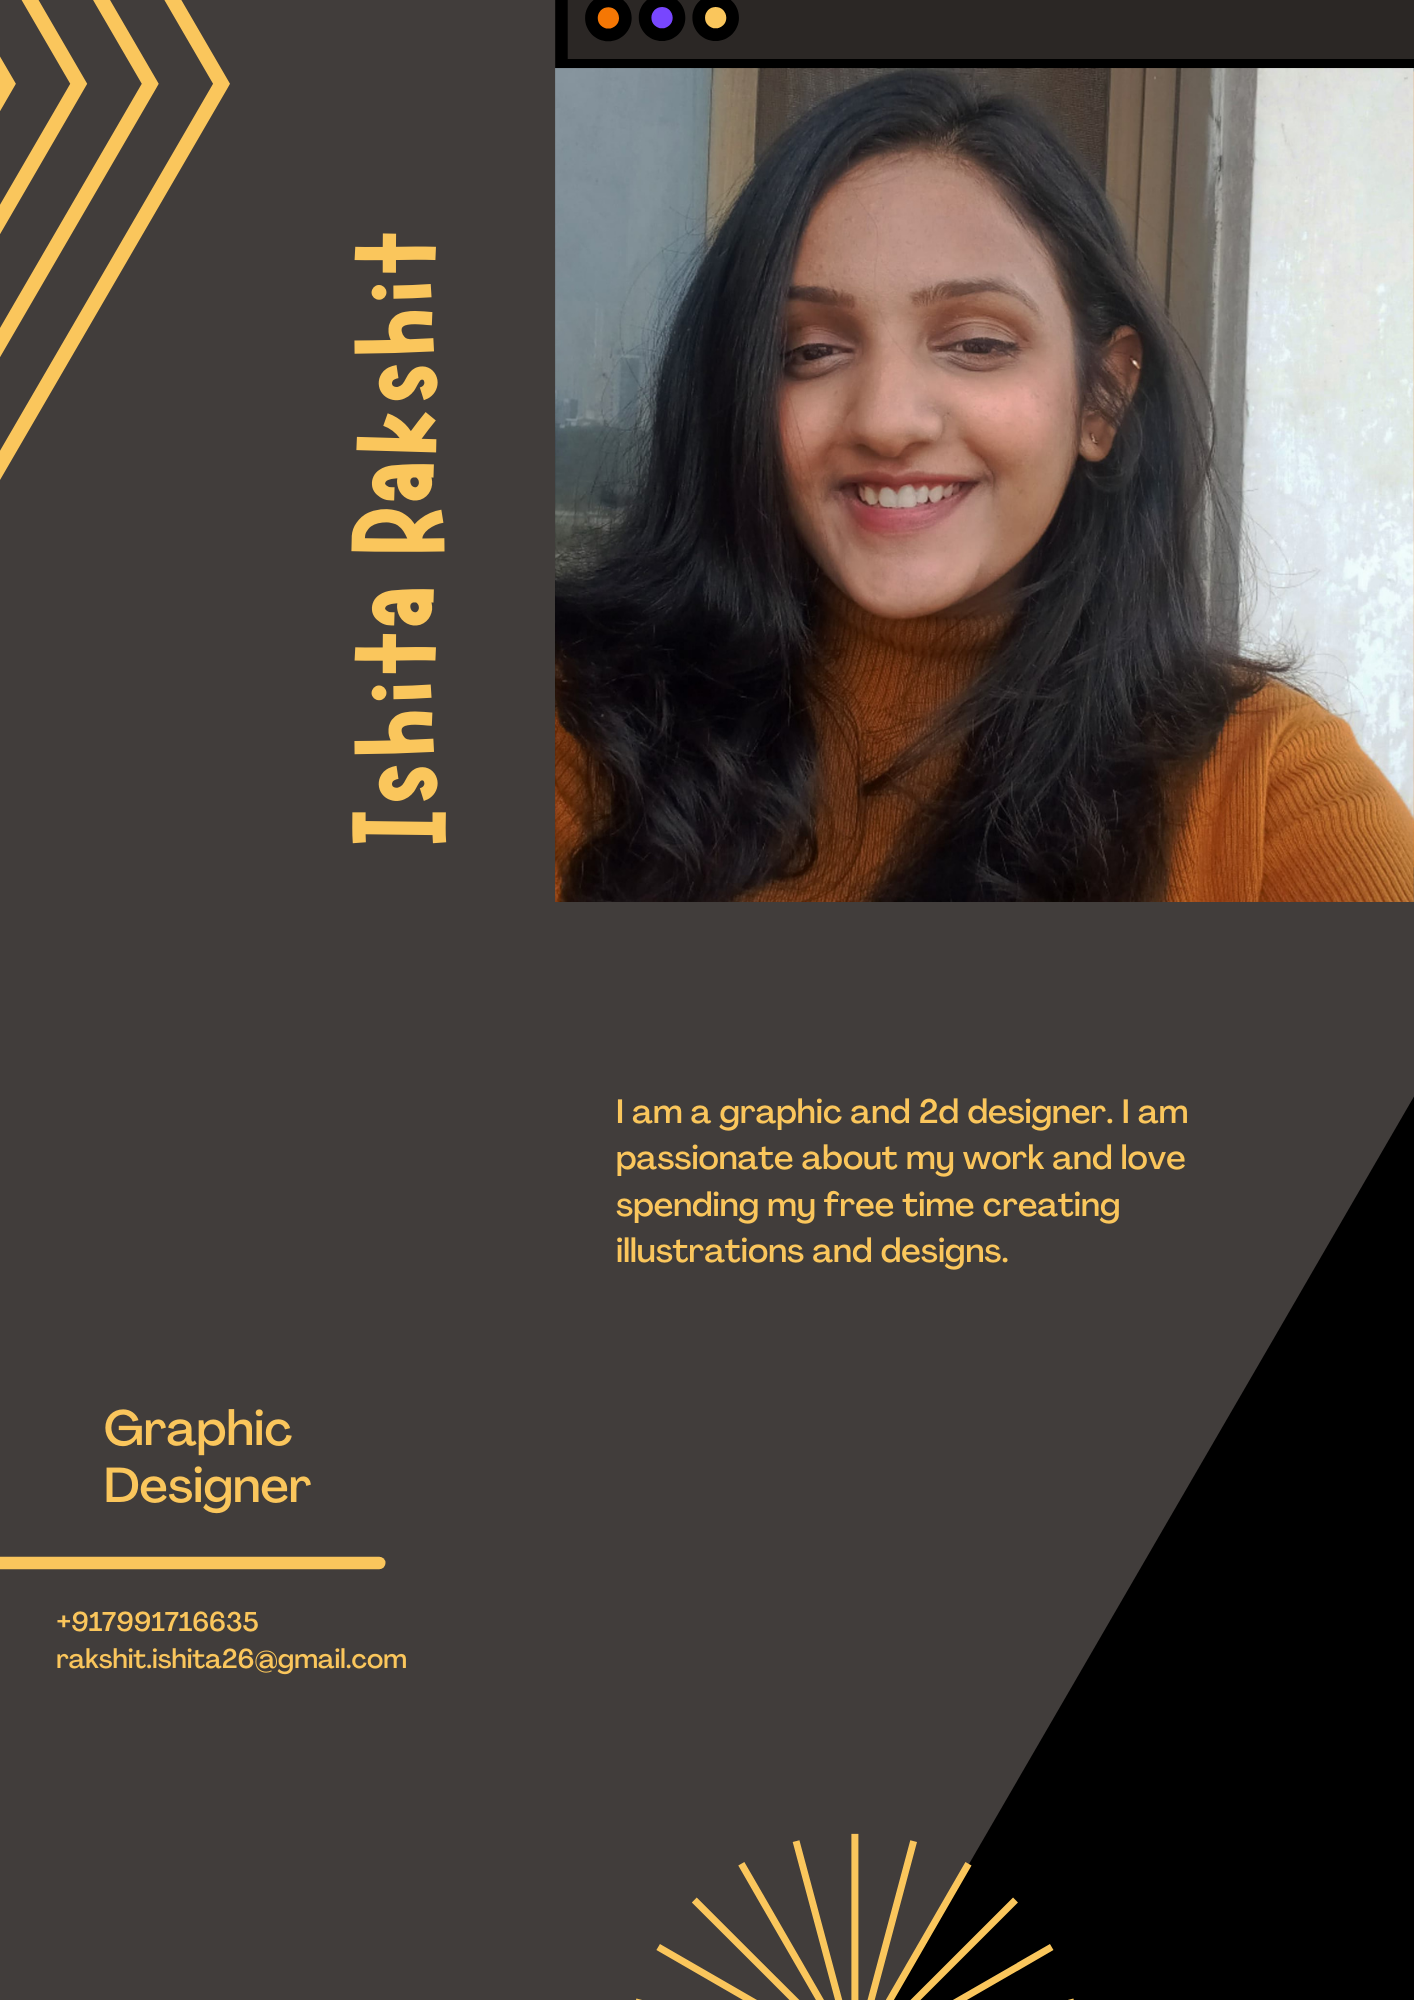 Ishita Rakshit
I am a graphic and 2d designer. I am
passionate about my work and love
spending my free time creating
illustrations and designs.
Graphic
Designer
+917991716635
rakshit.ishita26@gmail.com